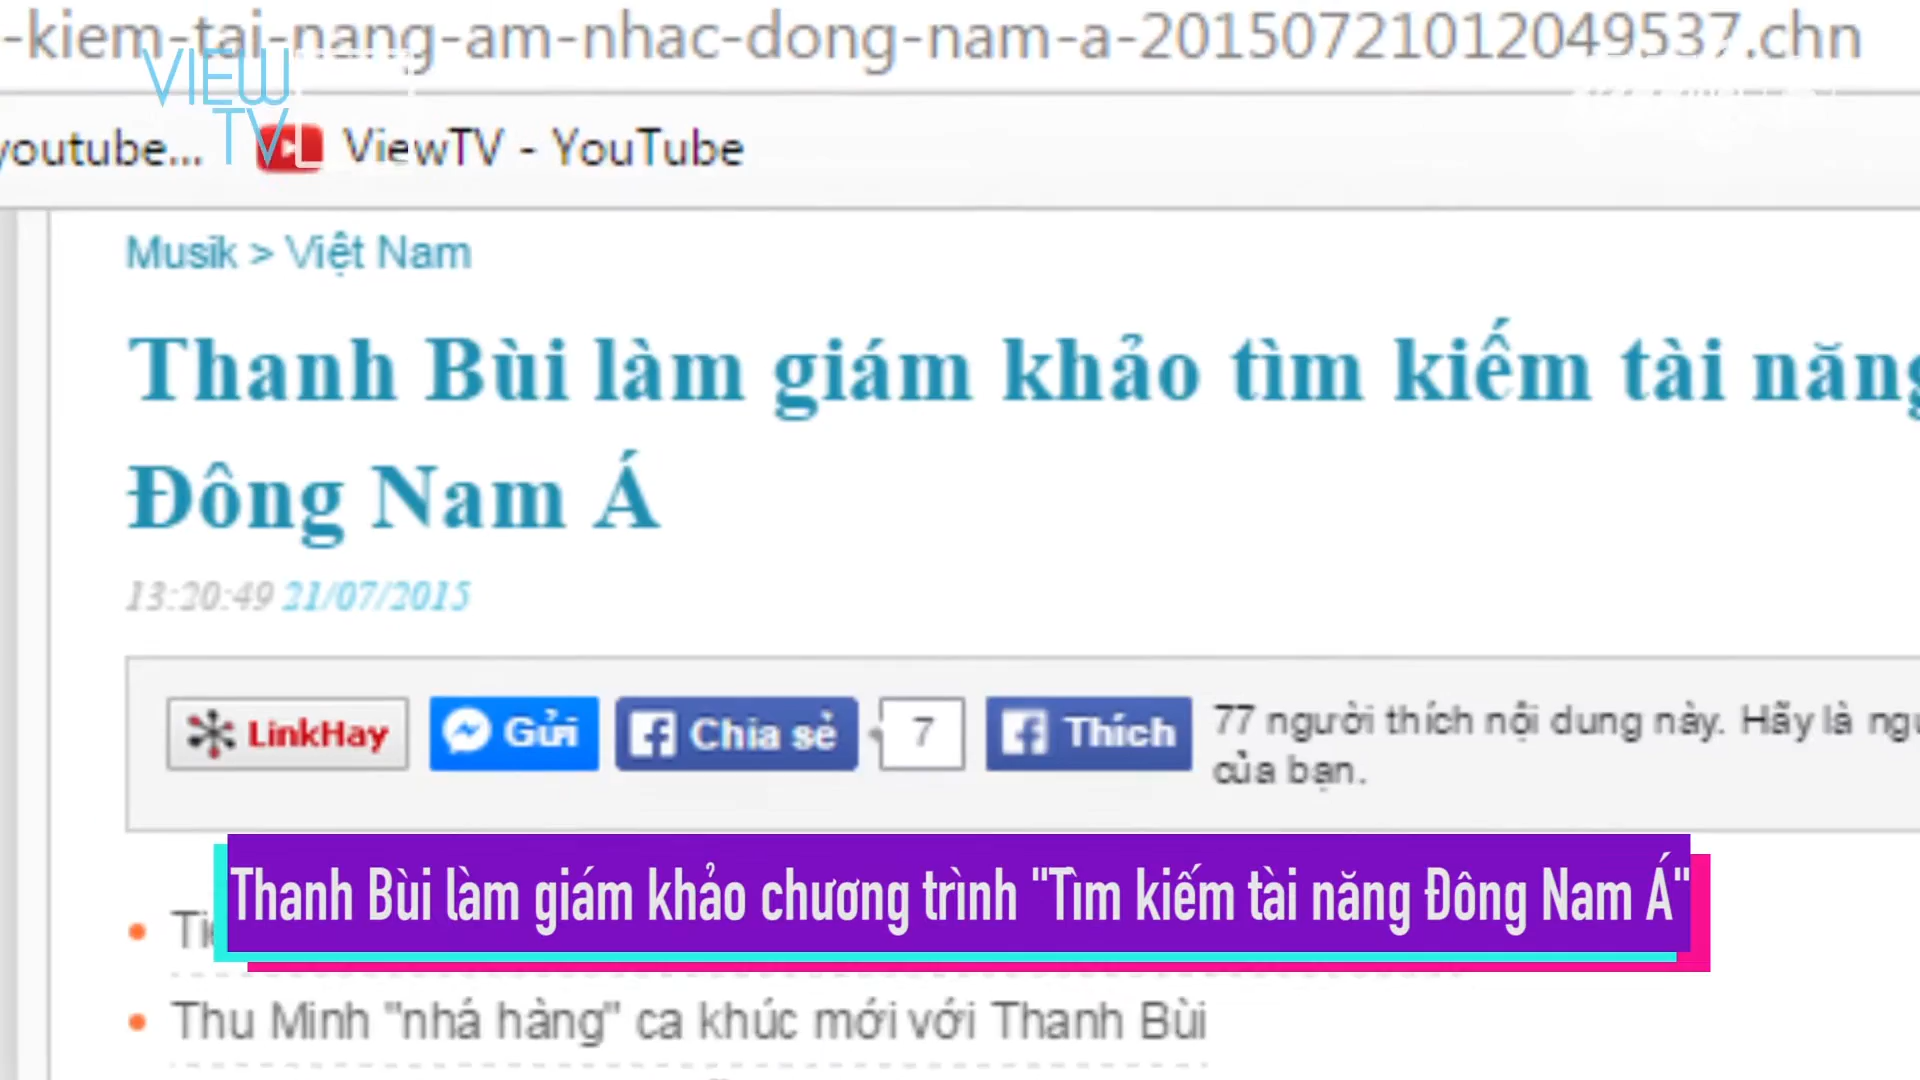 -kiem-tai-nang-am-nhac-dong-nam-a-20150721012049537.chn
VIEW
TV
youtube... ViewTV - YouTube
Musik > Việt Nam
Thanh Bùi làm giám khảo tìm kiếm tài năng
Đông Nam Á
13:20:49 21/07/2015
LinkHay Gửi Chia sẻ 7 Thích 77 người thích nội dung này. Hãy là
của bạn.
Thanh Bùi làm giám khảo chương trình "Tìm kiếm tài năng Đông Nam Á"
Thu Minh "nhá hàng" ca khúc mới với Thanh Bùi